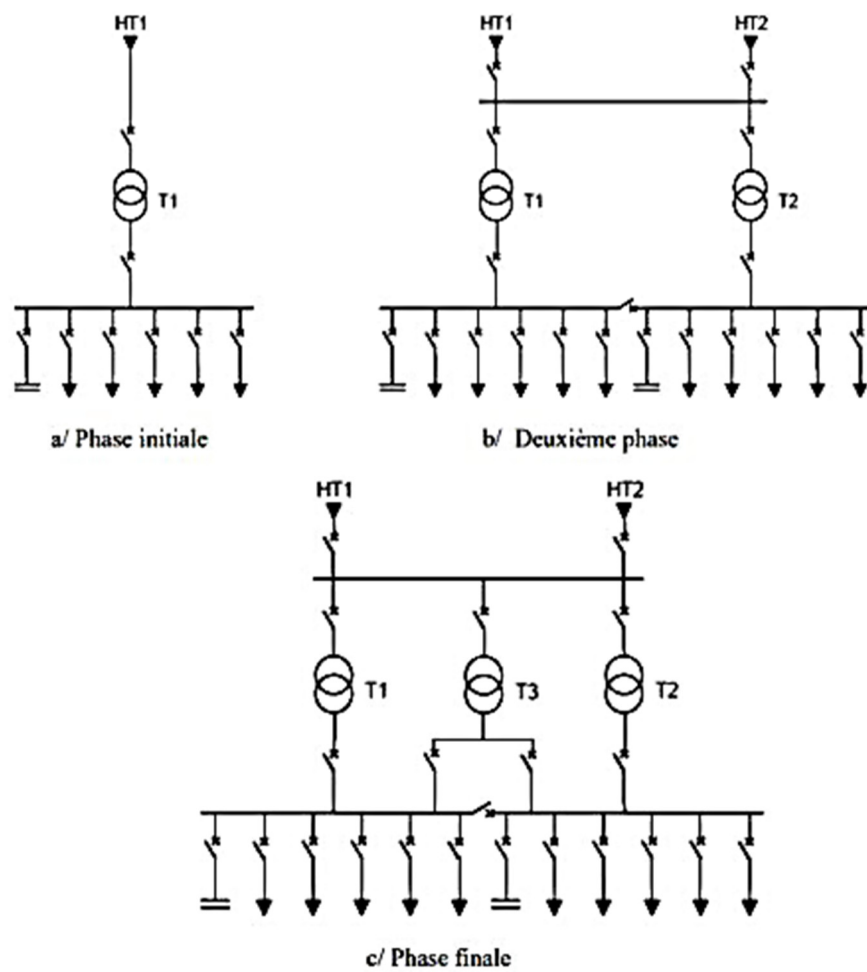 HT1
HT1 HT2
T1
T1 T2
a/ Phase initiale
b/ Deuxième phase
HT1 HT2
T1 T3 T2
c/ Phase finale